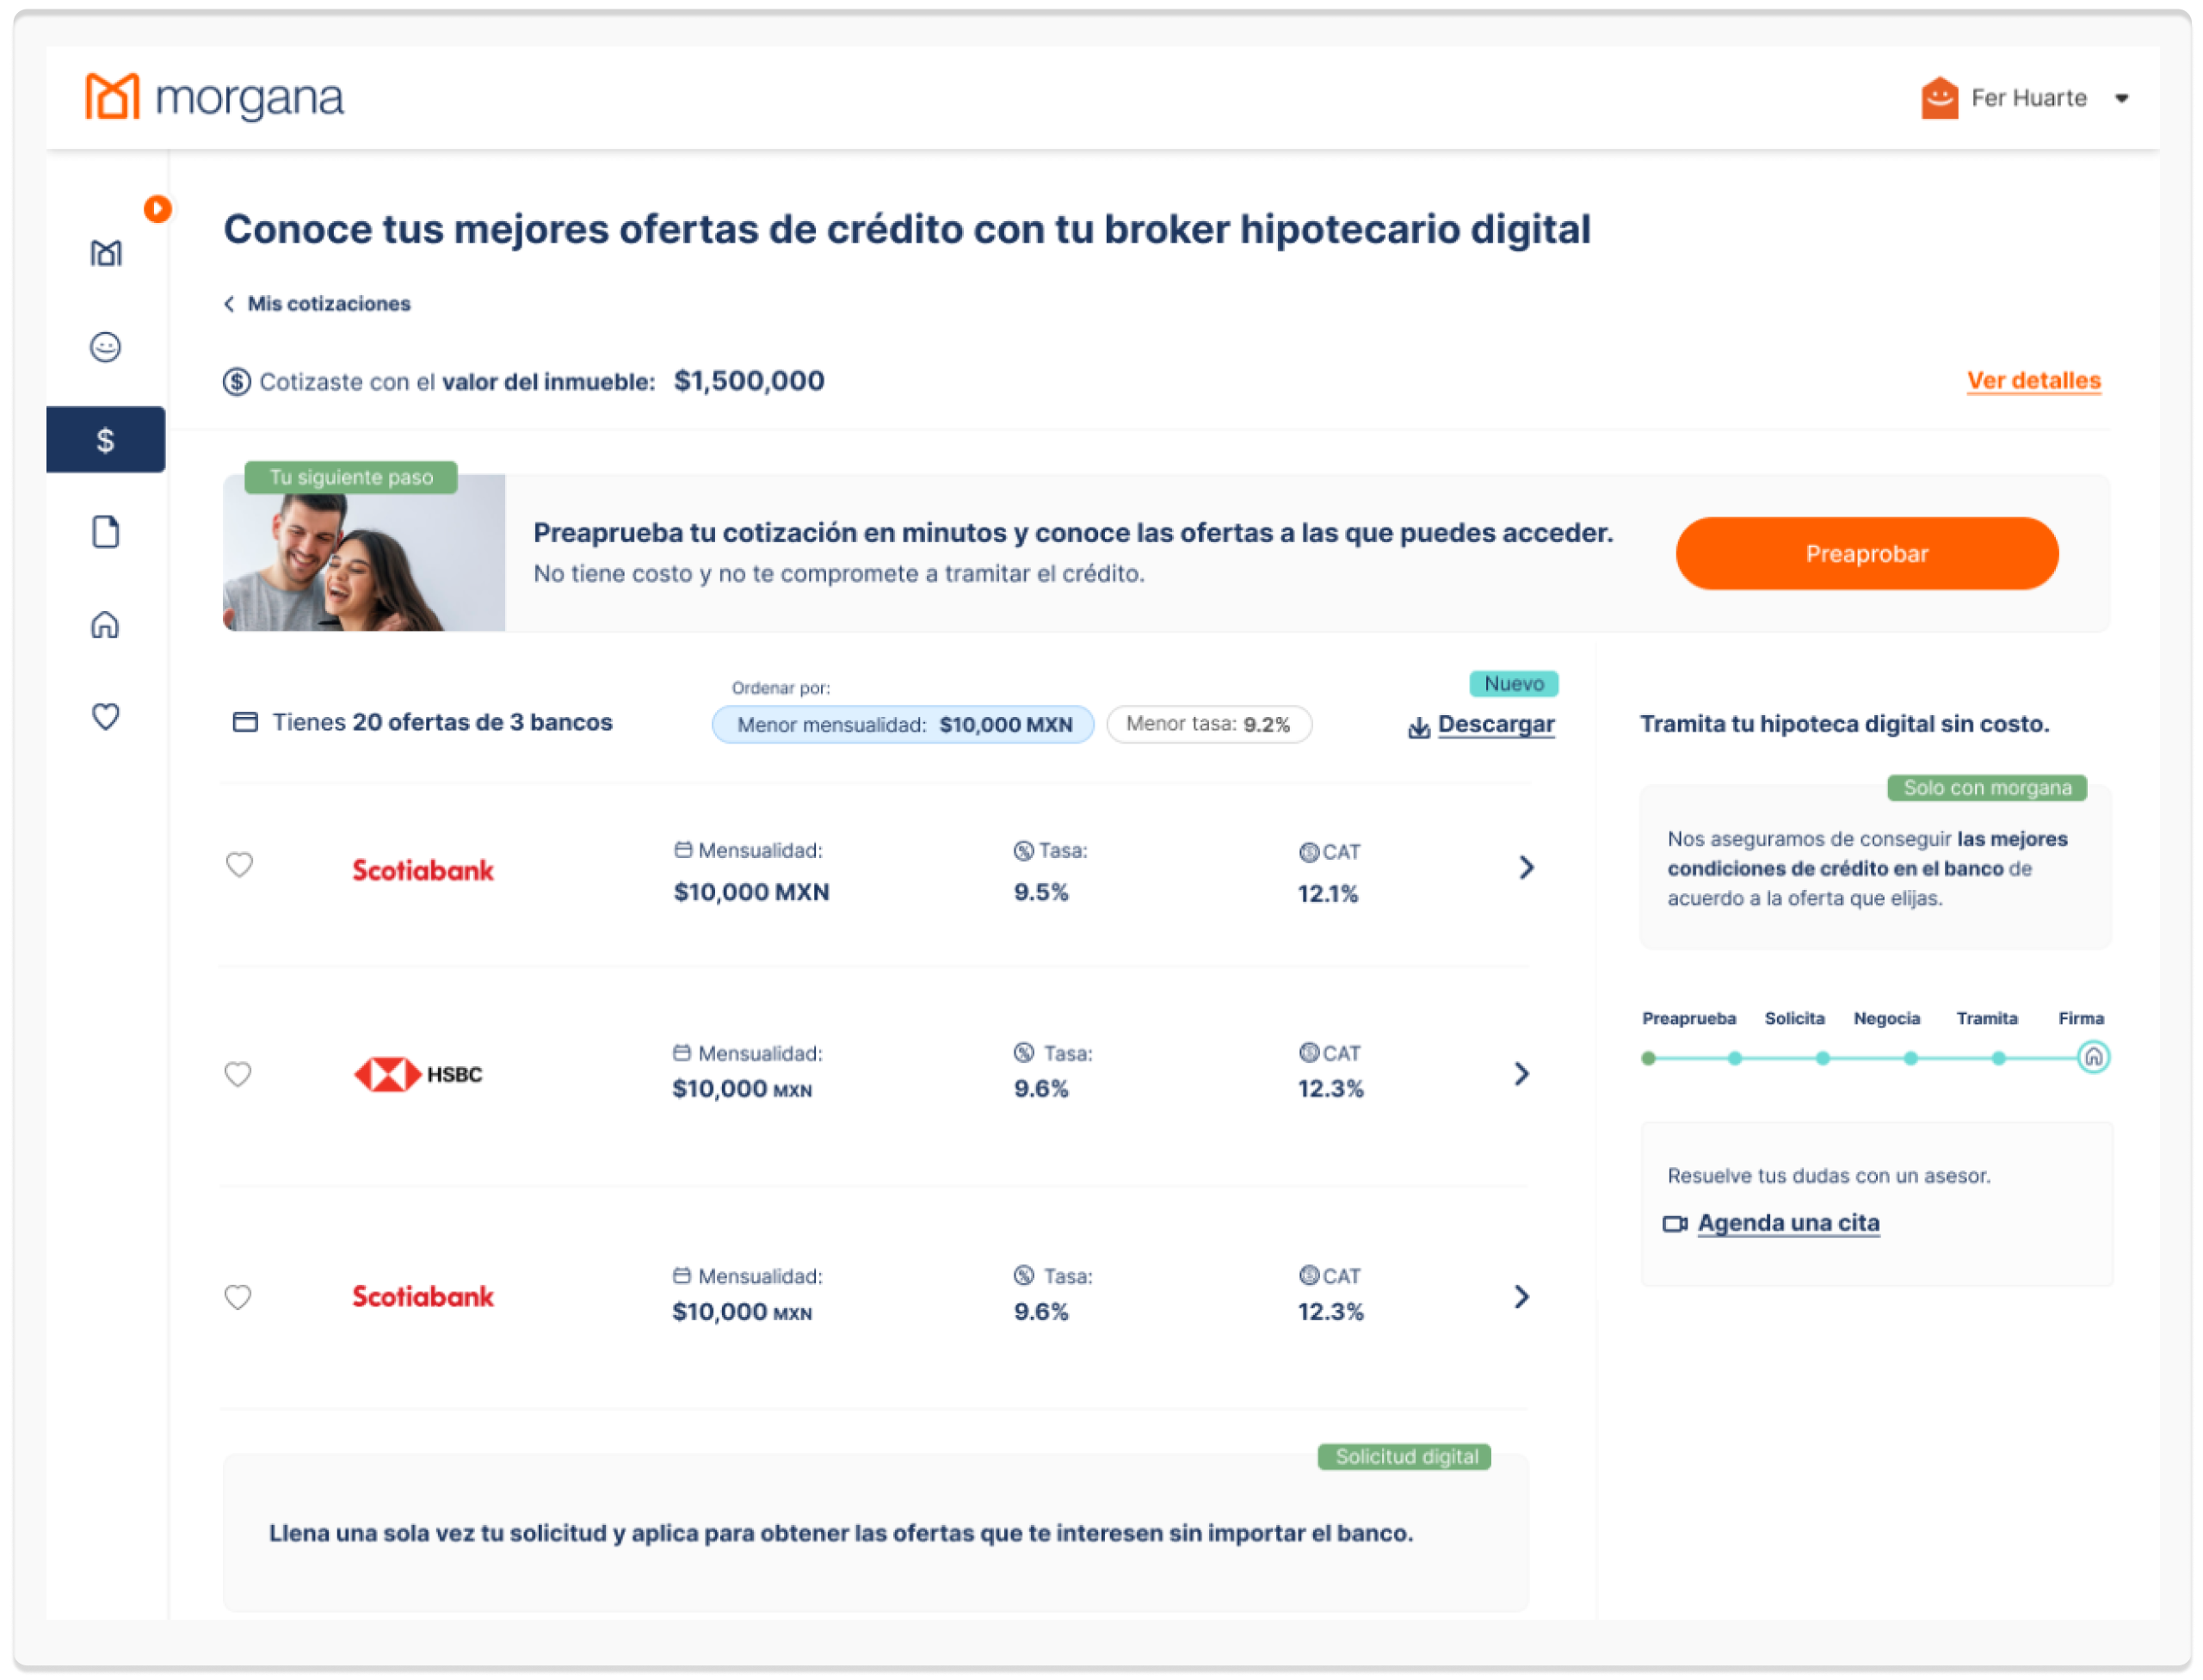 morgana
Fer Huarte
Conoce tus mejores ofertas de crédito con tu broker hipotecario digital
Mis cotizaciones
Cotizaste con el valor del inmueble: $1,500,000
Ver detalles
$
Tu siguiente paso
Preaprueba tu cotización en minutos y conoce las ofertas a las que puedes acceder.
No tiene costo y no te compromete a tramitar el crédito.
Preaprobar
Tienes 20 ofertas de 3 bancos
Ordenar por:
Menor mensualidad: $10,000 MXN
Menor tasa: 9.2%
Nuevo
Descargar
Scotiabank
Mensualidad:
$10,000 MXN
Tasa:
9.5%
CAT
12.1%
HSBC
Mensualidad:
$10,000 MXN
Tasa:
9.6%
CAT
12.3%
Scotiabank
Mensualidad:
$10,000 MXN
Tasa:
9.6%
CAT
12.3%
Solicitud digital
Llena una sola vez tu solicitud y aplica para obtener las ofertas que te interesen sin importar el banco.
Tramita tu hipoteca digital sin costo.
Solo con morgana
Nos aseguramos de conseguir las mejores
condiciones de crédito en el banco de
acuerdo a la oferta que elijas.
Preaprueba Solicita Negocia Tramita Firma
Resuelve tus dudas con un asesor.
Agenda una cita